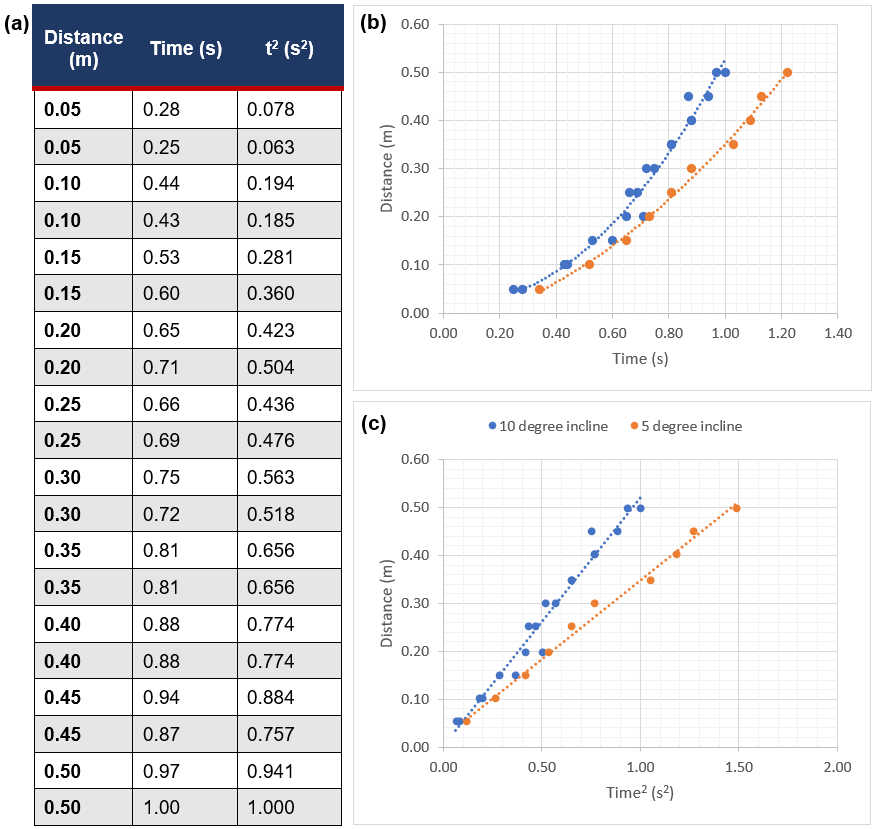 (a)
Distance (m) Time (s) t² (s²)
0.05 0.28 0.078
0.05 0.25 0.063
0.10 0.44 0.194
0.10 0.43 0.185
0.15 0.53 0.281
0.15 0.60 0.360
0.20 0.65 0.423
0.20 0.71 0.504
0.25 0.66 0.436
0.25 0.69 0.476
0.30 0.75 0.563
0.30 0.72 0.518
0.35 0.81 0.656
0.35 0.81 0.656
0.40 0.88 0.774
0.40 0.88 0.774
0.45 0.94 0.884
0.45 0.87 0.757
0.50 0.97 0.941
0.50 1.00 1.000
(b)
Distance (m)
0.60
0.50
0.40
0.30
0.20
0.10
0.00
0.00 0.20 0.40 0.60 0.80 1.00 1.20 1.40
Time (s)
(c)
10 degree incline 5 degree incline
Distance (m)
0.60
0.50
0.40
0.30
0.20
0.10
0.00
0.00 0.50 1.00 1.50 2.00
Time² (s²)